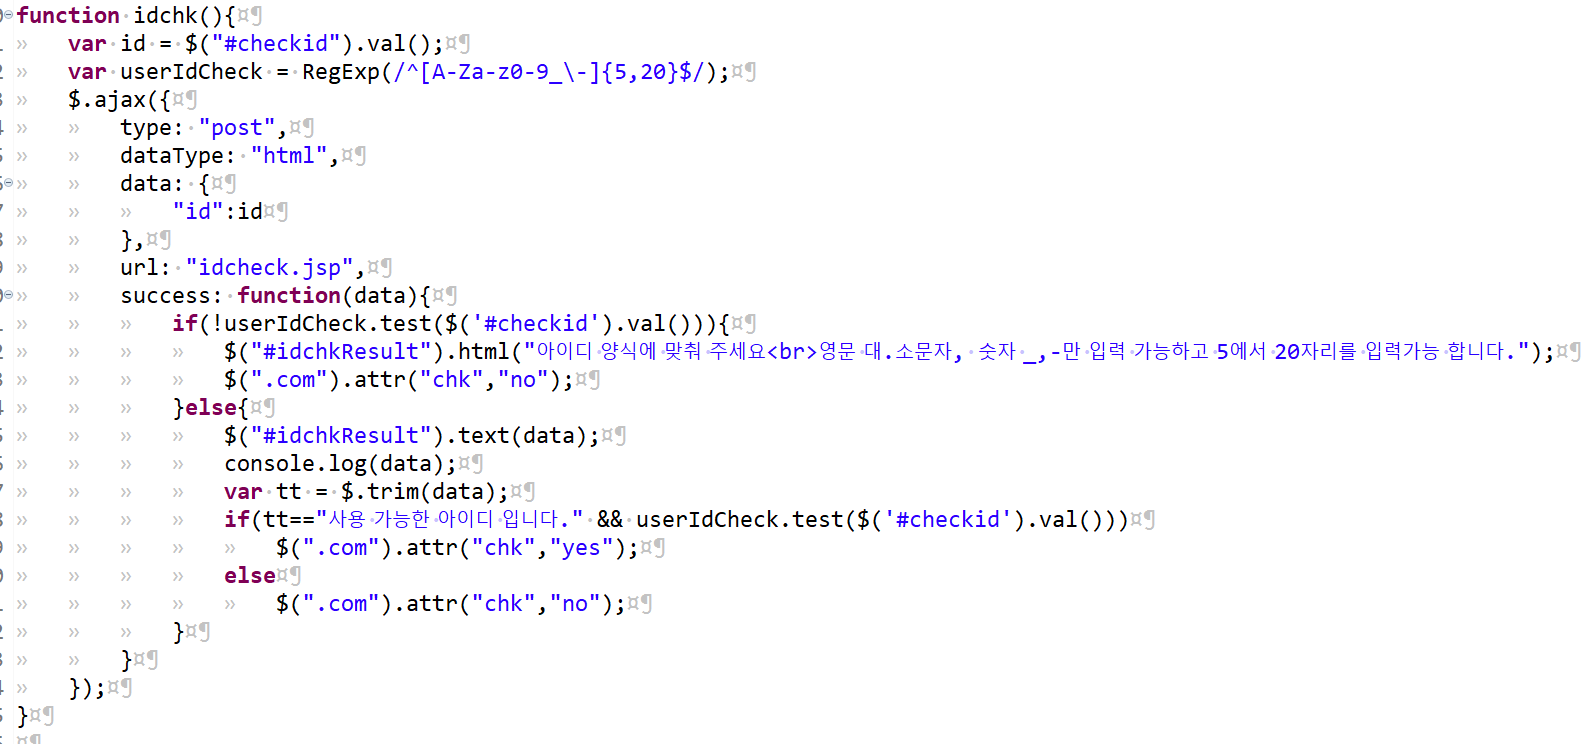 function idchk(){
var id = $("#checkid").val();
var userIdCheck = RegExp(/^[A-Za-z0-9_\-]{5,20}$/);
$.ajax({
type: "post",
dataType: "html",
data: {
"id":id
},
url: "idcheck.jsp",
success: function(data){
if(!userIdCheck.test($('#checkid').val())){
$("#idchkResult").html("아이디 양식에 맞춰 주세요<br>영문 대.소문자, 숫자 _,-만 입력 가능하고 5에서 20자리를 입력가능 합니다.");
$(".com").attr("chk","no");
}else{
$("#idchkResult").text(data);
console.log(data);
var tt = $.trim(data);
if(tt=="사용 가능한 아이디 입니다." && userIdCheck.test($('#checkid').val()))
$(".com").attr("chk","yes");
else
$(".com").attr("chk","no");
}
}
});
}